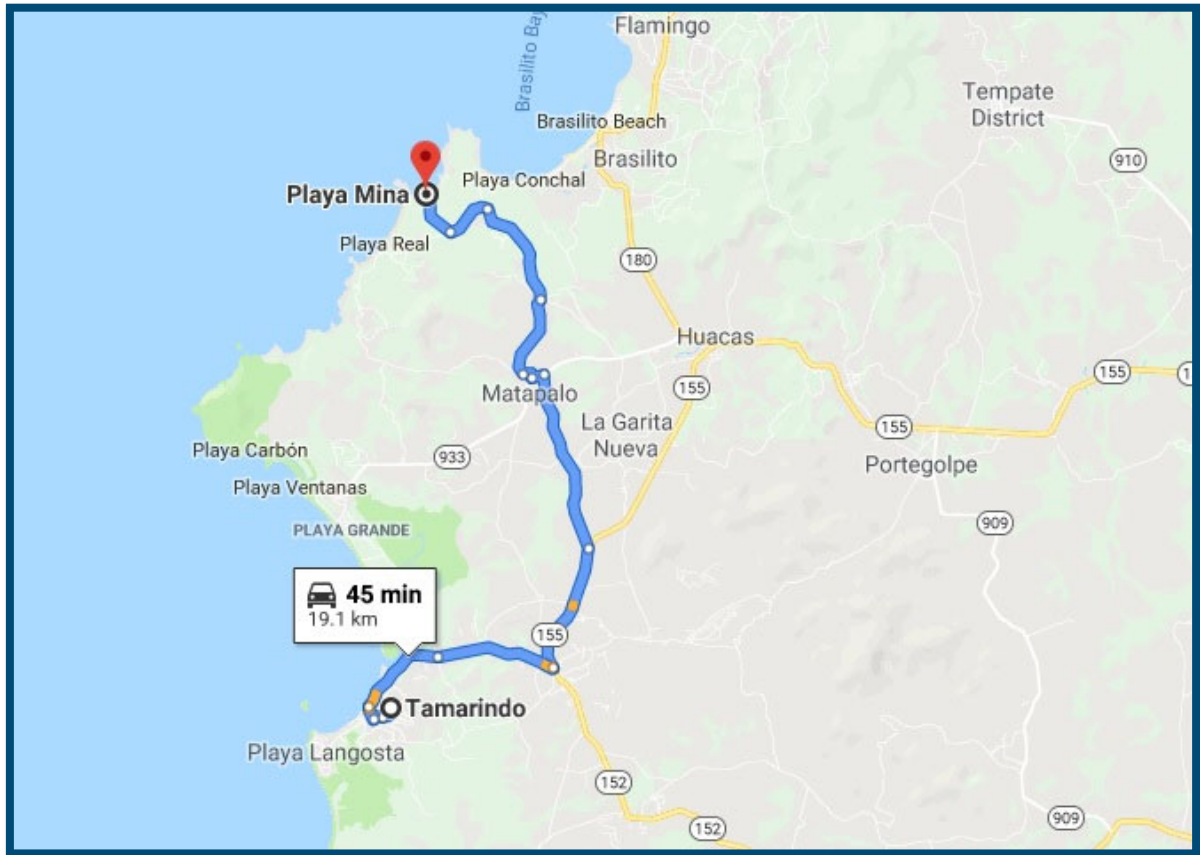 Flamingo
Brasilito Bay
Tempate
District
Brasilito Beach
Brasilito
910
Playa Conchal
Playa Mina
Playa Real
180
Huacas
155
155
Matapalo
La Garita
Nueva
155
Playa Carbón
933
Portegolpe
Playa Ventanas
PLAYA GRANDE
909
45 min
19.1 km
155
Tamarindo
Playa Langosta
152
152
909